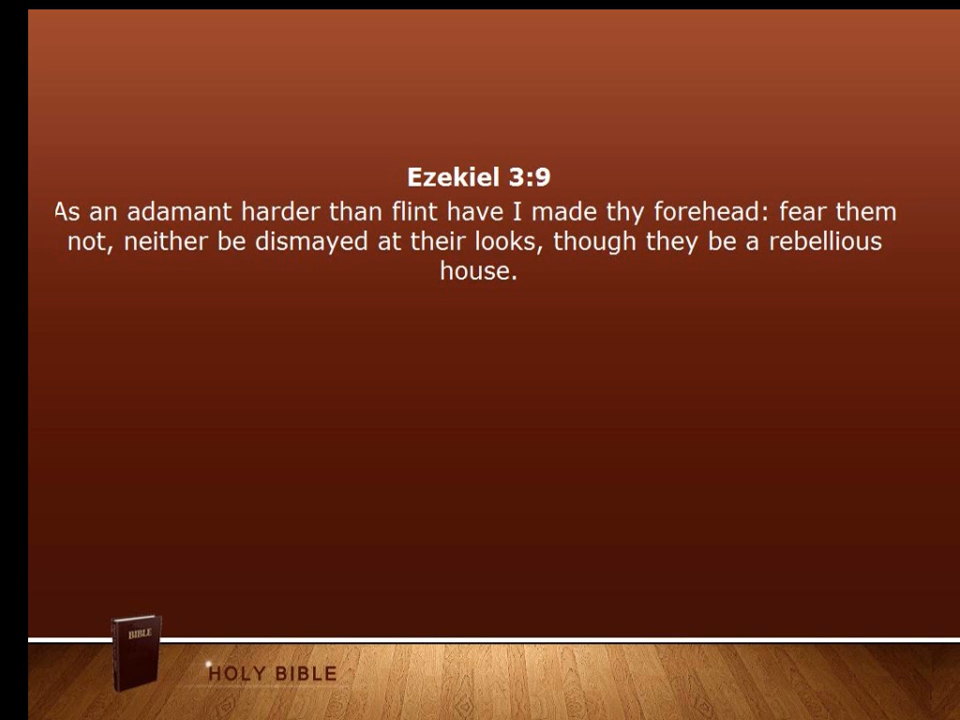 Ezekiel 3:9
As an adamant harder than flint have I made thy forehead: fear them
not, neither be dismayed at their looks, though they be a rebellious
house.
BIBLE
HOLY BIBLE